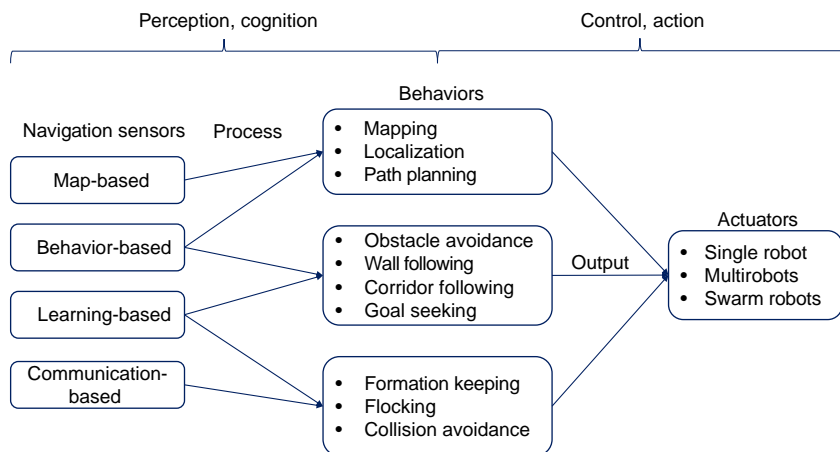 Perception, cognition
Control, action
Behaviors
Navigation sensors
Process
Map-based
Behavior-based
Learning-based
Communication-
based
• Mapping
• Localization
• Path planning
• Obstacle avoidance
• Wall following
• Corridor following
• Goal seeking
• Formation keeping
• Flocking
• Collision avoidance
Output
Actuators
• Single robot
• Multirobots
• Swarm robots